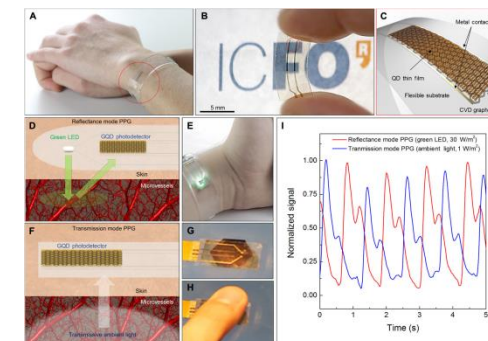 A
B
ICFO
5 mm
C
Metal contact
QD thin film
Flexible substrate
CVD graph
D
Reflectance mode PPG
Green LED
GQD photodetector
Skin
Microvessels
E
F
Transmission mode PPG
GQD photodetector
Skin
Microvessels
Transmissive ambient light
G
H
I
Reflectance mode PPG (green LED, 30 W/m²)
Tranmission mode PPG (ambient light, 1 W/m²)
Normalized signal
1.00
0.75
0.50
0.25
0.00
0 1 2 3 4 5
Time (s)